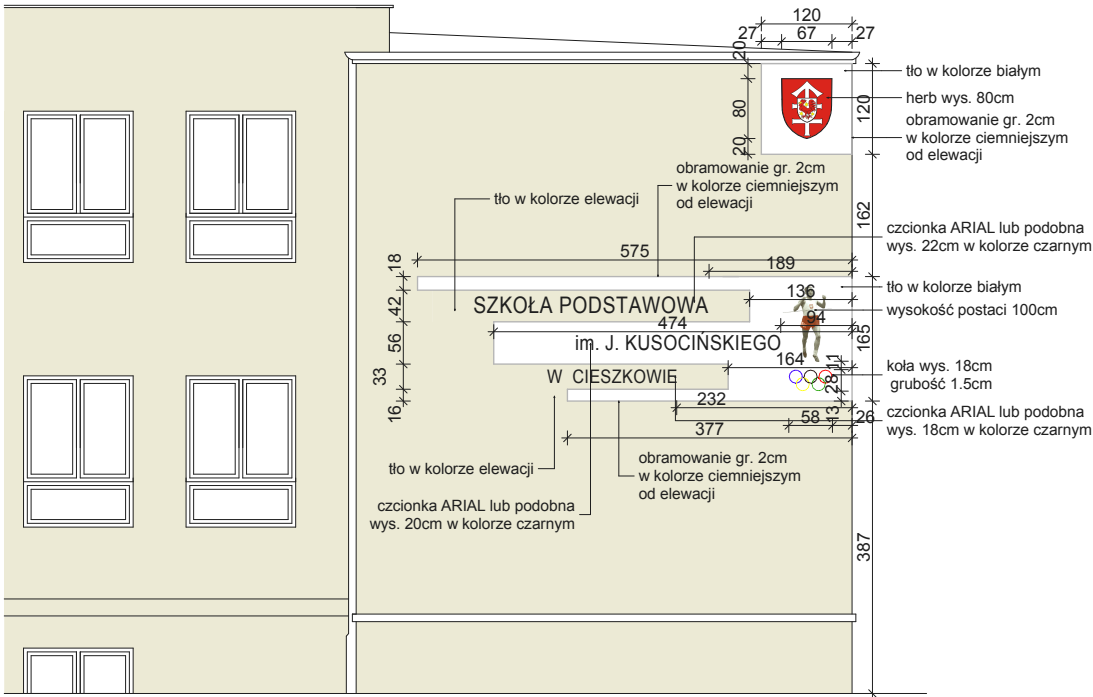 120
27 67 27
20
80
20
120
tło w kolorze białym
herb wys. 80cm
obramowanie gr. 2cm
w kolorze ciemniejszym
od elewacji
obramowanie gr. 2cm
w kolorze ciemniejszym
od elewacji
tło w kolorze elewacji
162
czcionka ARIAL lub podobna
wys. 22cm w kolorze czarnym
575
189
18
42
56
33
16
136
tło w kolorze białym
wysokość postaci 100cm
SZKOŁA PODSTAWOWA
94
474
165
im. J. KUSOCIŃSKIEGO
164
11
28
13
koła wys. 18cm
grubość 1.5cm
W CIESZKOWIE
232
58
26
czcionka ARIAL lub podobna
wys. 18cm w kolorze czarnym
377
tło w kolorze elewacji
obramowanie gr. 2cm
w kolorze ciemniejszym
od elewacji
czcionka ARIAL lub podobna
wys. 20cm w kolorze czarnym
387